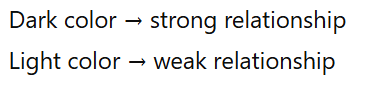 Dark color → strong relationship
Light color → weak relationship